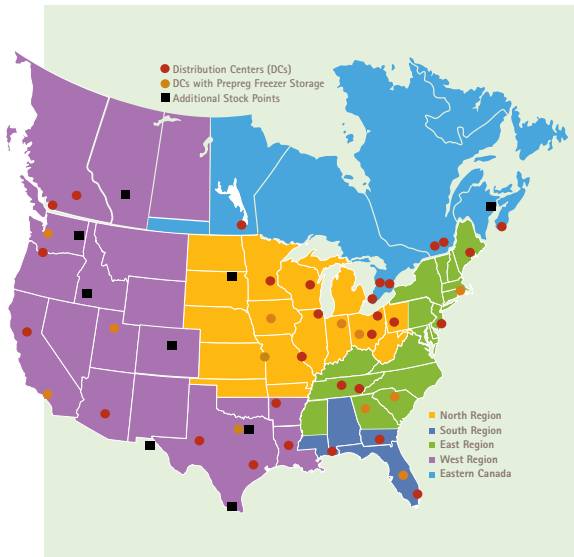 Distribution Centers (DCs)
DCs with Prepreg Freezer Storage
Additional Stock Points
North Region
South Region
East Region
West Region
Eastern Canada